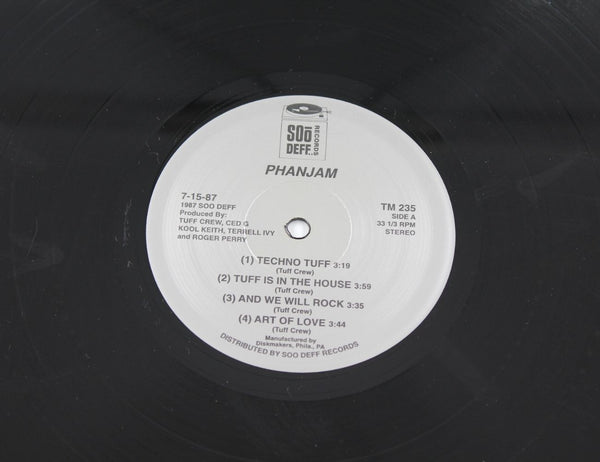 SOO DEFF.
RECORDS
PHANJAM
7-15-87
1987 SOO DEFF
Produced By:
TUFF CREW, CED G
KOOL KEITH, TERRELL IVY
and ROGER PERRY
TM 235
SIDE A
33 1/3 RPM
STEREO
(1) TECHNO TUFF 3:19
(Tuff Crew)
(2) TUFF IS IN THE HOUSE 3:59
(Tuff Crew)
(3) AND WE WILL ROCK 3:35
(Tuff Crew)
(4) ART OF LOVE 3:44
(Tuff Crew)
Manufactured by
Diskmakers, Phila., PA
DISTRIBUTED BY SOO DEFF RECORDS